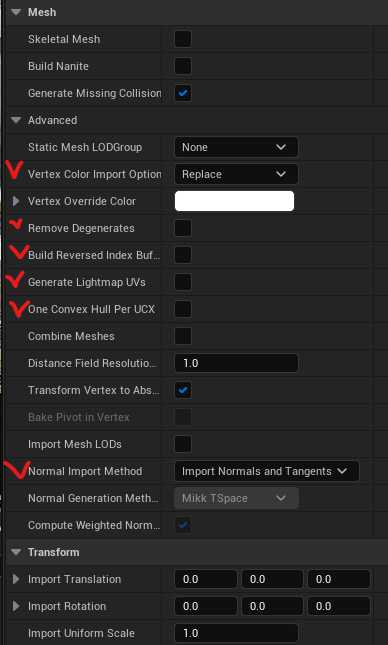 Mesh
Skeletal Mesh
Build Nanite
Generate Missing Collision
Advanced
Static Mesh LODGroup None
Vertex Color Import Option Replace
Vertex Override Color
Remove Degenerates
Build Reversed Index Buf...
Generate Lightmap UVs
One Convex Hull Per UCX
Combine Meshes
Distance Field Resolutio... 1.0
Transform Vertex to Abs...
Bake Pivot in Vertex
Import Mesh LODs
Normal Import Method Import Normals and Tangents
Normal Generation Meth... Mikk TSpace
Compute Weighted Norm...
Transform
Import Translation 0.0 0.0 0.0
Import Rotation 0.0 0.0 0.0
Import Uniform Scale 1.0